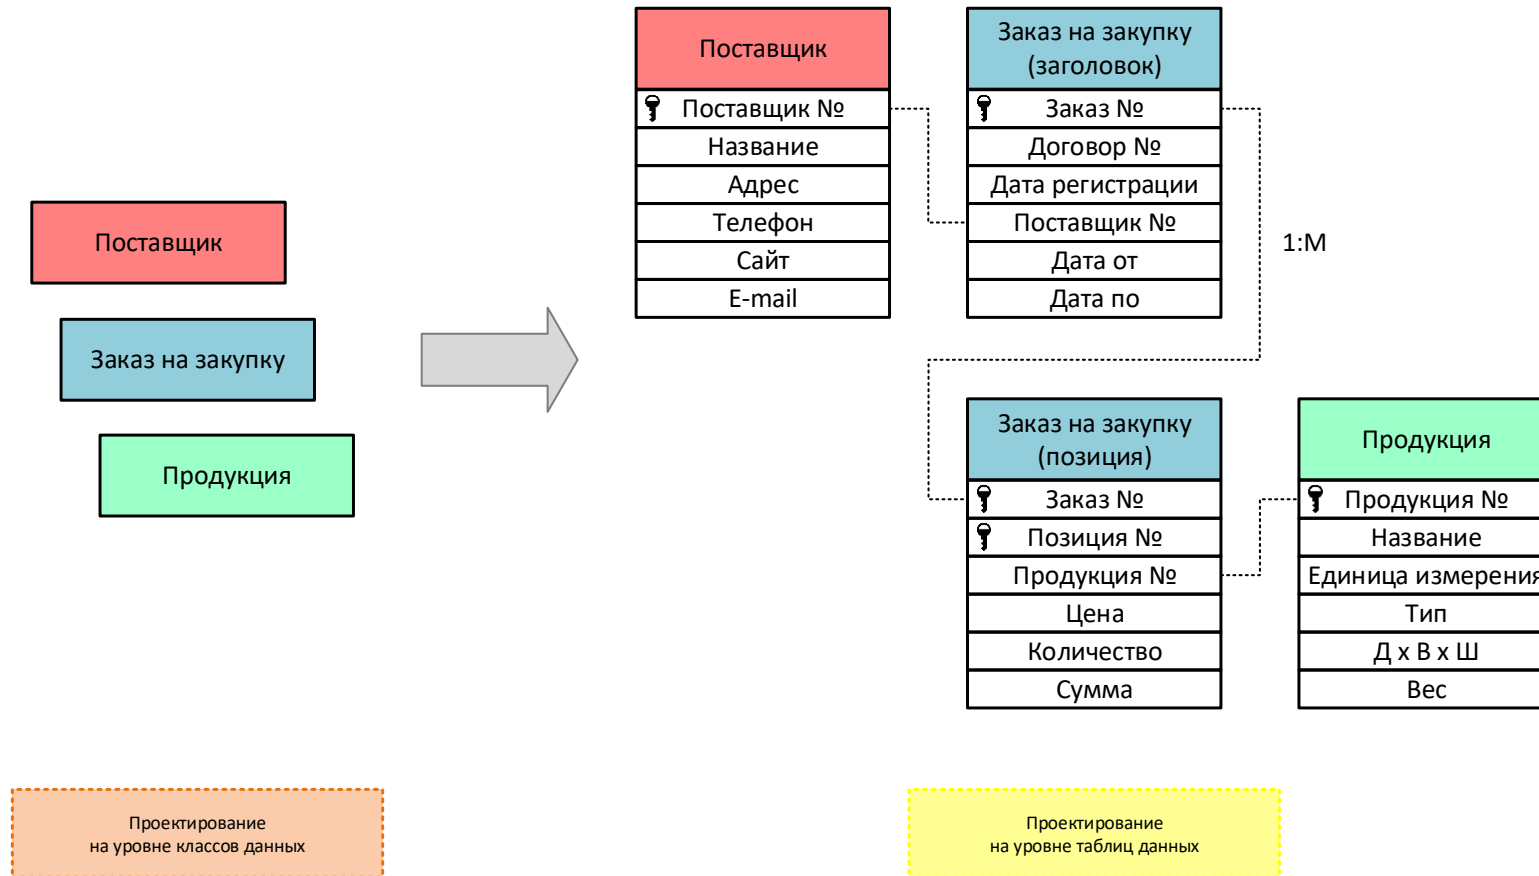 Поставщик
Заказ на закупку
Продукция
Поставщик
Поставщик №
Название
Адрес
Телефон
Сайт
E-mail
Заказ на закупку
(заголовок)
Заказ №
Договор №
Дата регистрации
Поставщик №
Дата от
Дата по
1:М
Заказ на закупку
(позиция)
Заказ №
Позиция №
Продукция №
Цена
Количество
Сумма
Продукция
Продукция №
Название
Единица измерения
Тип
Д x В x Ш
Вес
Проектирование
на уровне классов данных
Проектирование
на уровне таблиц данных